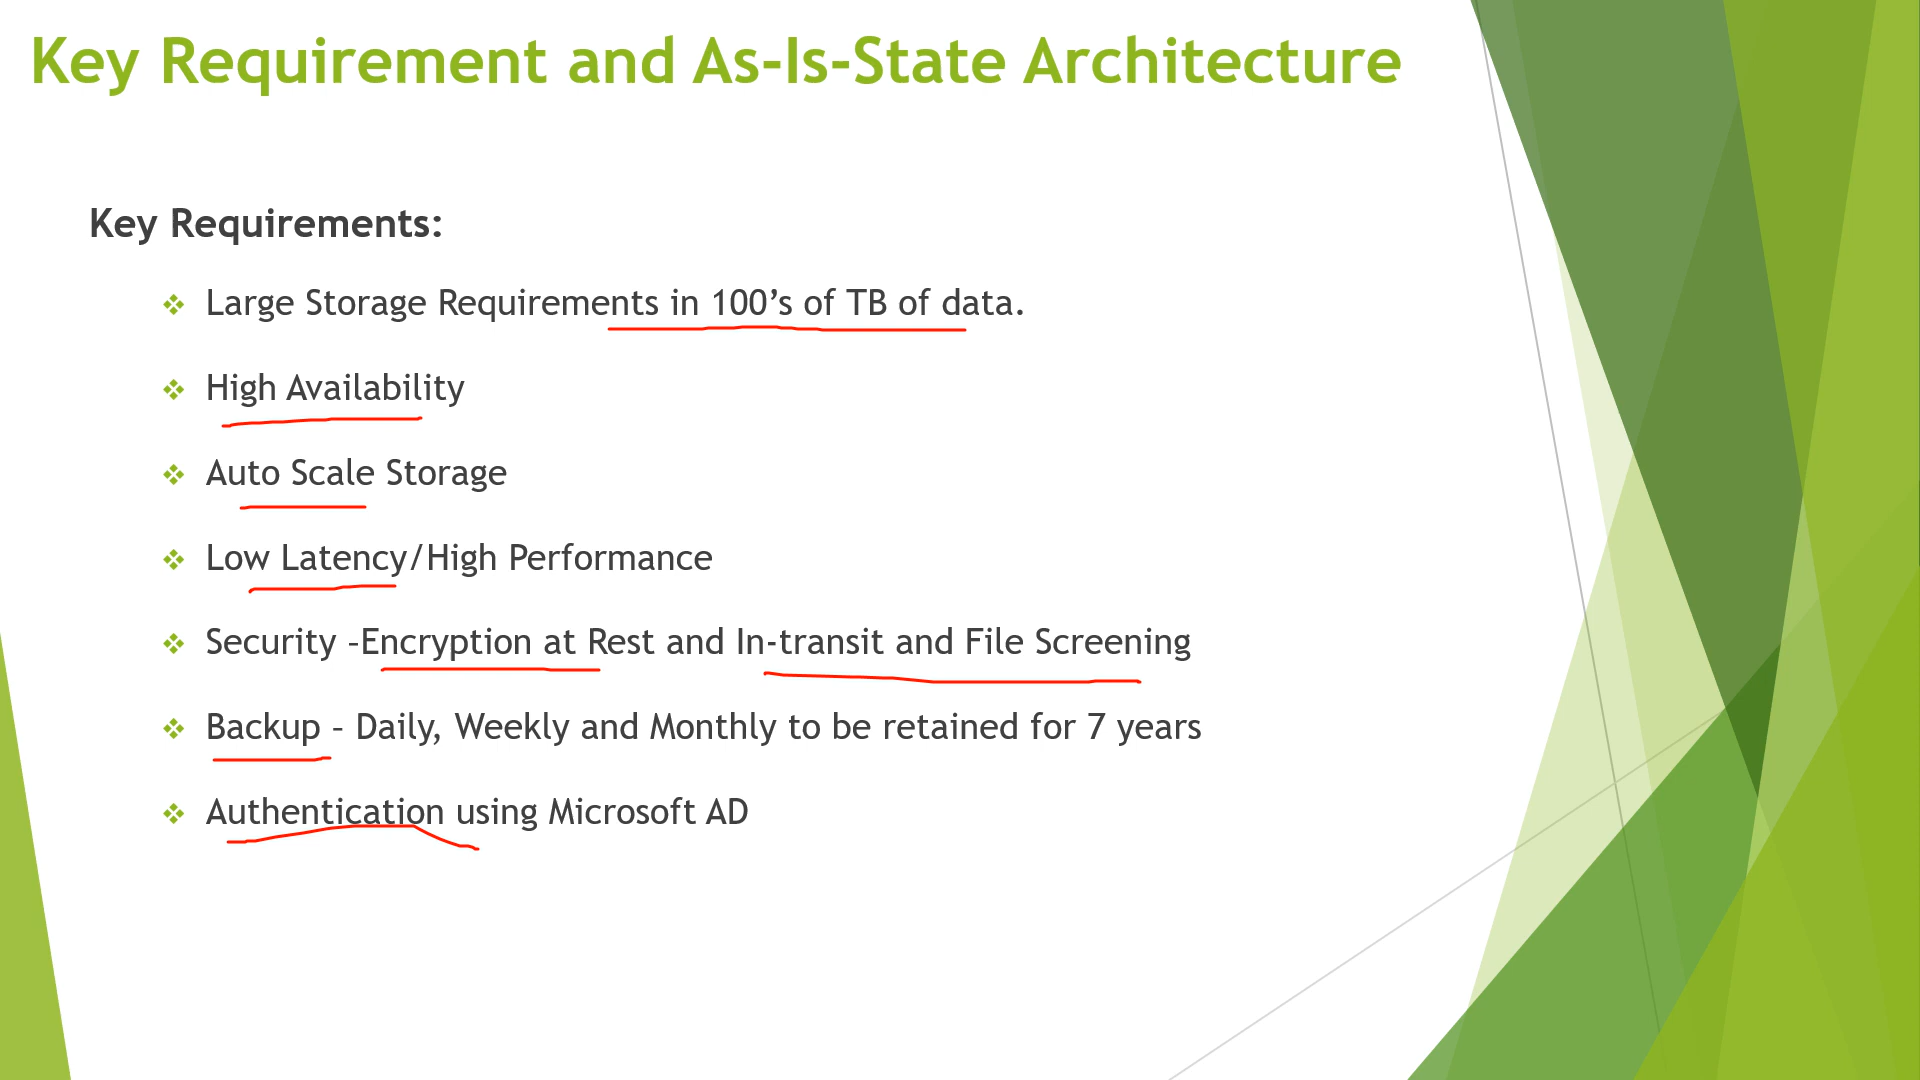 Key Requirement and As-Is-State Architecture
Key Requirements:
Large Storage Requirements in 100’s of TB of data.
High Availability
Auto Scale Storage
Low Latency/High Performance
Security –Encryption at Rest and In-transit and File Screening
Backup – Daily, Weekly and Monthly to be retained for 7 years
Authentication using Microsoft AD